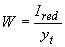 W = I_red / y_t